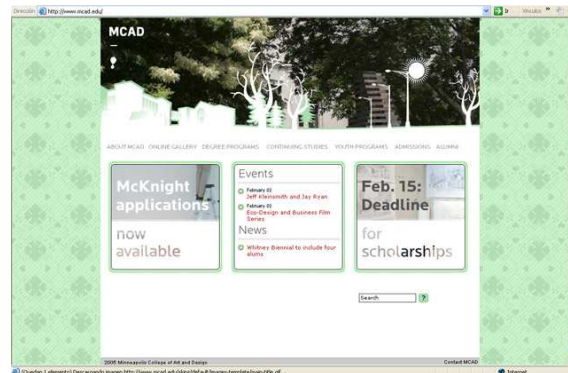 Dirección http://www.mcad.edu/ Ir Vínculos »
MCAD
ABOUT MCAD ONLINE GALLERY DEGREE PROGRAMS CONTINUING STUDIES YOUTH PROGRAMS ADMISSIONS ALUMNI
McKnight
applications
now
available
Events
February 03
Jeff Kleinsmith and Jay Ryan
February 03
Eco-Design and Business Film
Series
News
Whitney Biennial to include four
alums
Feb. 15:
Deadline
for
scholarships
Search ?
2005 Minneapolis College of Art and Design Contact MCAD
Internet